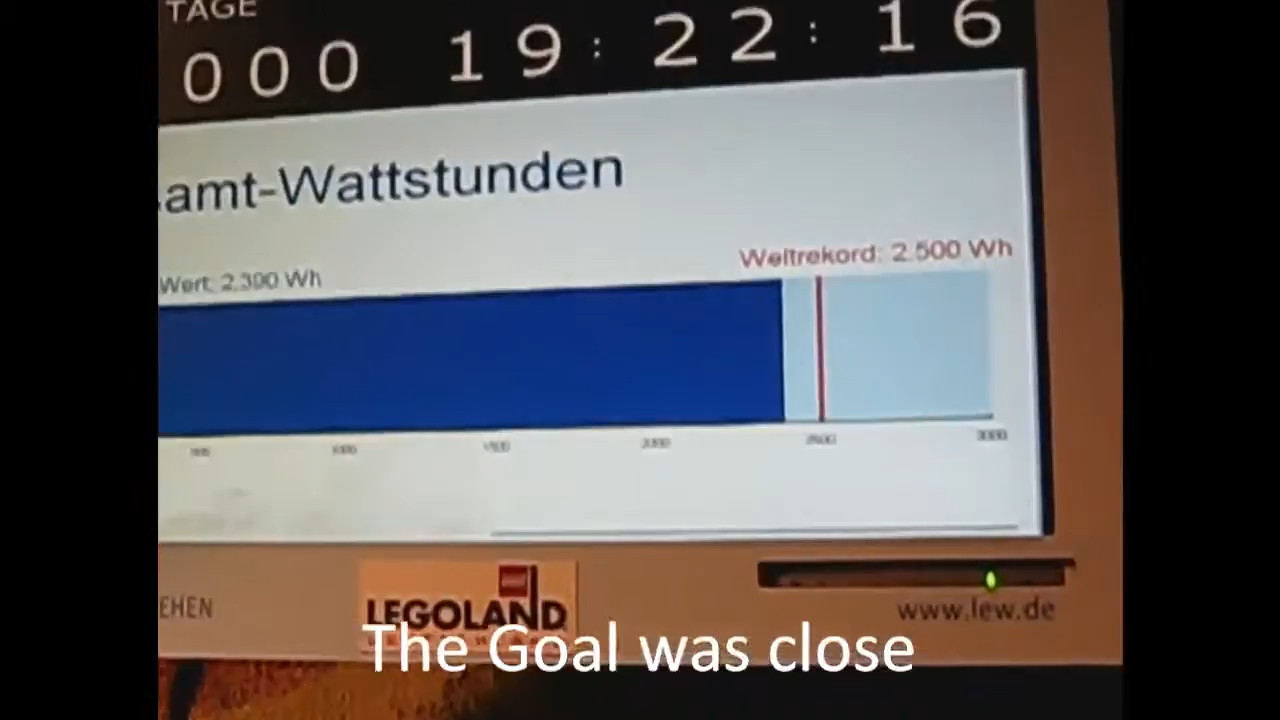 TAGE
000 19:22:16
amt-Wattstunden
Weltrekord: 2.500 Wh
Wert: 2.390 Wh
1000 1500 2000 2500 3000
EHEN
LEGOLAND
www.lew.de
The Goal was close